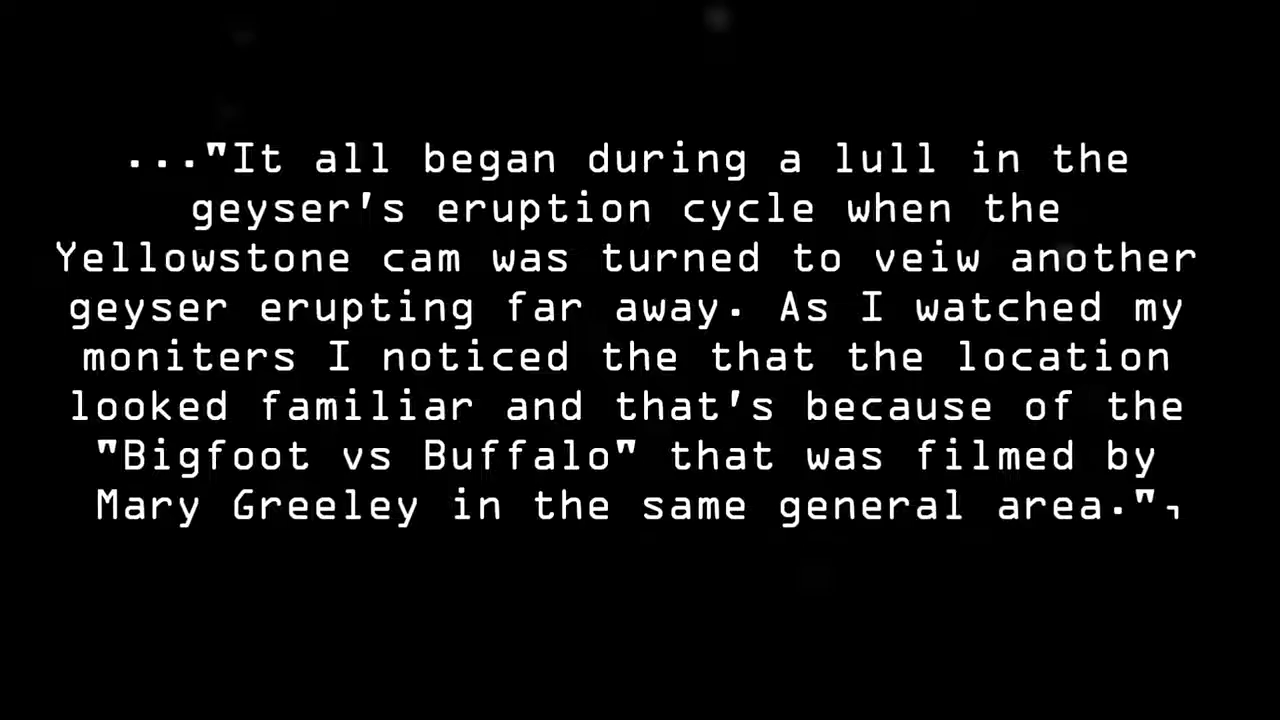 ..."It all began during a lull in the
geyser's eruption cycle when the
Yellowstone cam was turned to veiw another
geyser erupting far away. As I watched my
moniters I noticed the that the location
looked familiar and that's because of the
"Bigfoot vs Buffalo" that was filmed by
Mary Greeley in the same general area."